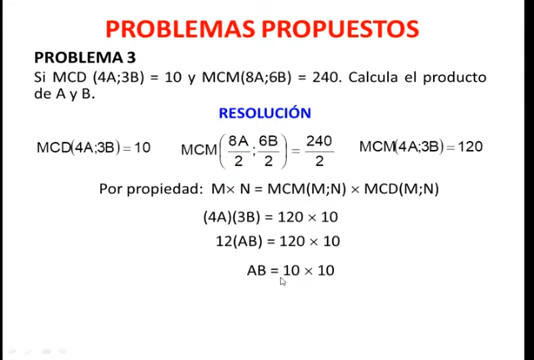 PROBLEMAS PROPUESTOS
PROBLEMA 3
Si MCD (4A;3B) = 10 y MCM(8A;6B) = 240. Calcula el producto
de A y B.
RESOLUCIÓN
MCD(4A;3B) = 10 MCM(8A/2;6B/2) = 240/2 MCM(4A;3B) = 120
Por propiedad: M× N = MCM(M;N) × MCD(M;N)
(4A)(3B) = 120 × 10
12(AB) = 120 × 10
AB = 10 × 10